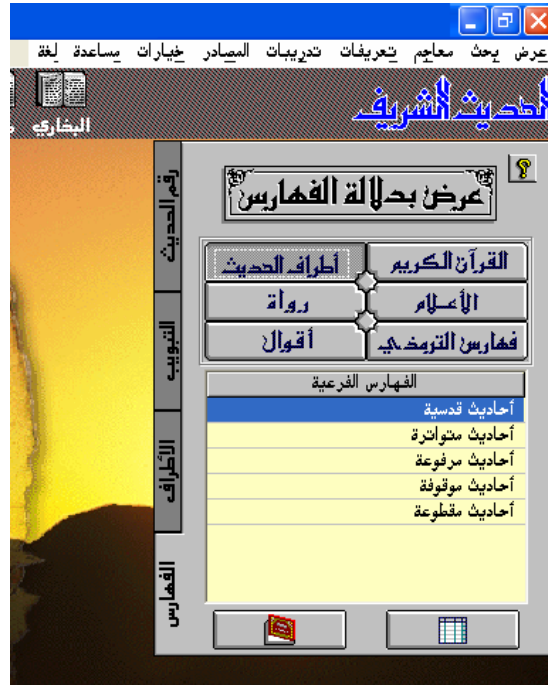 عرض بحث معاجم تعريفات تدريبات المصادر خيارات مساعدة لغة
الحديث الشريف
البخاري
عرض بدلالة الفهارس
القرآن الكريم أطراف الحديث
الأعلام رواة
فهارس الترمذي أقوال
الفهارس الفرعية
أحاديث قدسية
أحاديث متواترة
أحاديث مرفوعة
أحاديث موقوفة
أحاديث مقطوعة
رقم الحديث
التبويب
الأطراف
الفهارس